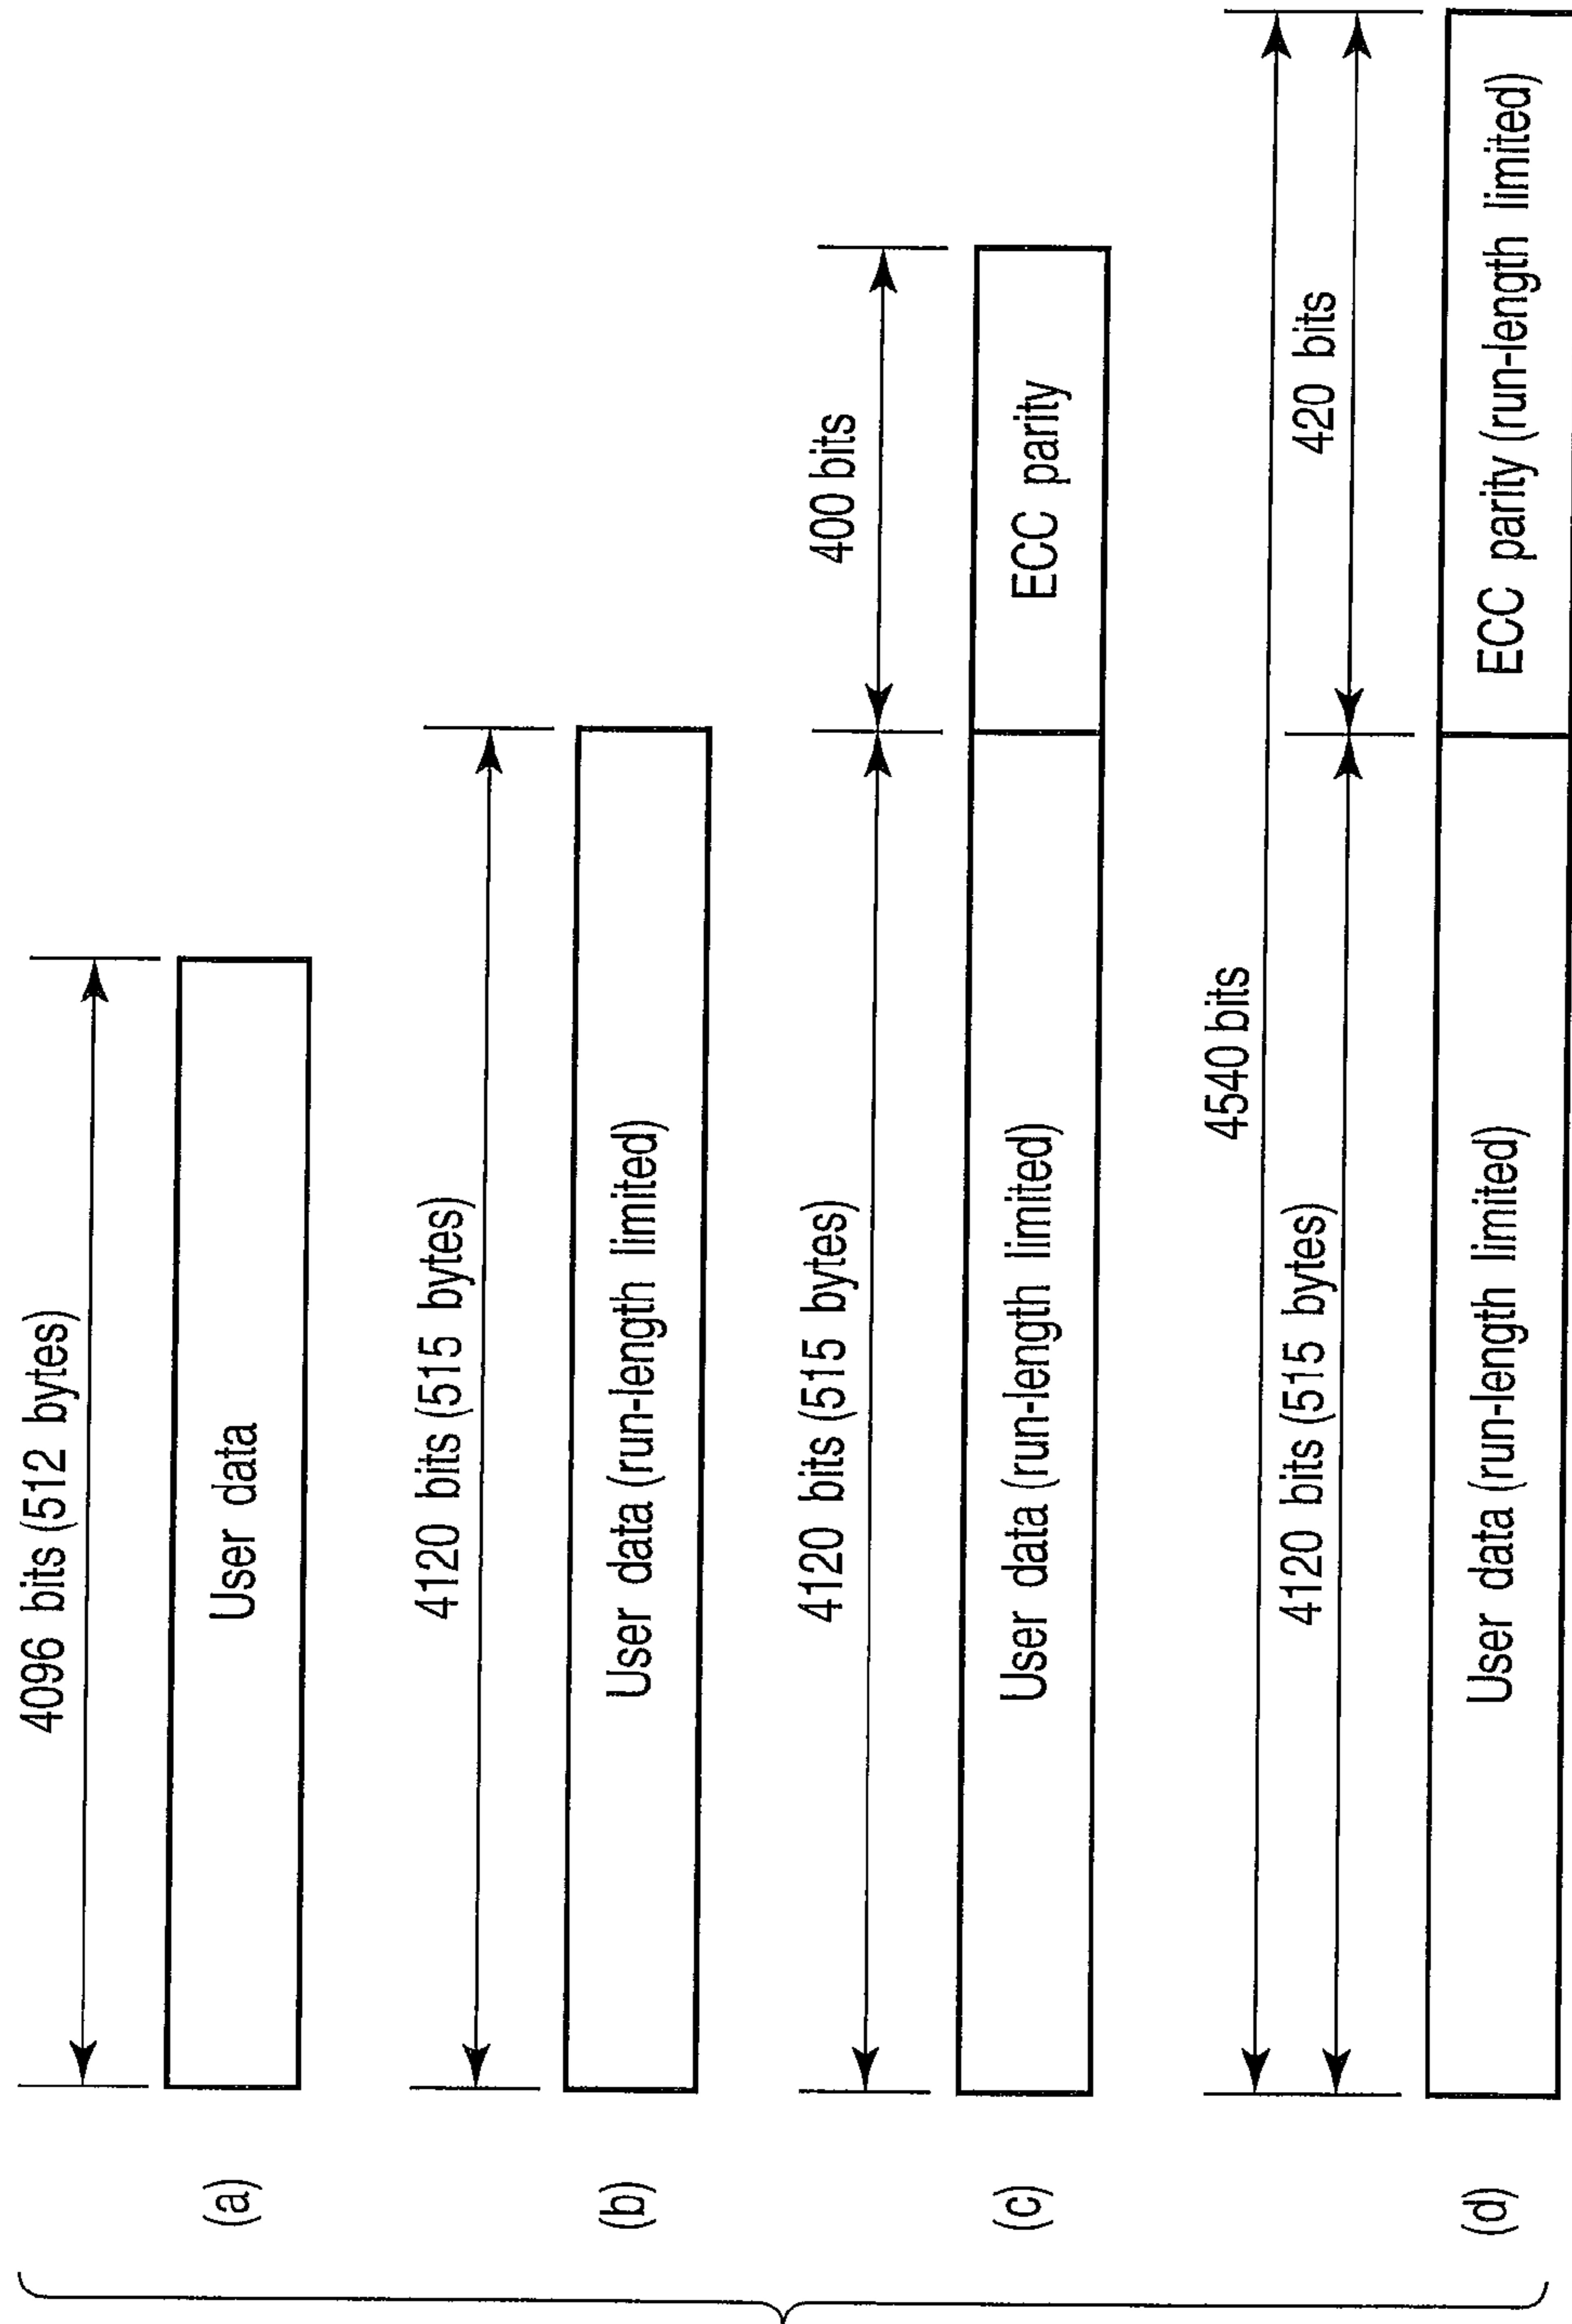 4096 bits (512 bytes)
(a)
User data
4120 bits (515 bytes)
(b)
User data (run-length limited)
4120 bits (515 bytes)
400 bits
(c)
User data (run-length limited)
ECC parity
4540 bits
4120 bits (515 bytes)
420 bits
(d)
User data (run-length limited)
ECC parity (run-length limited)